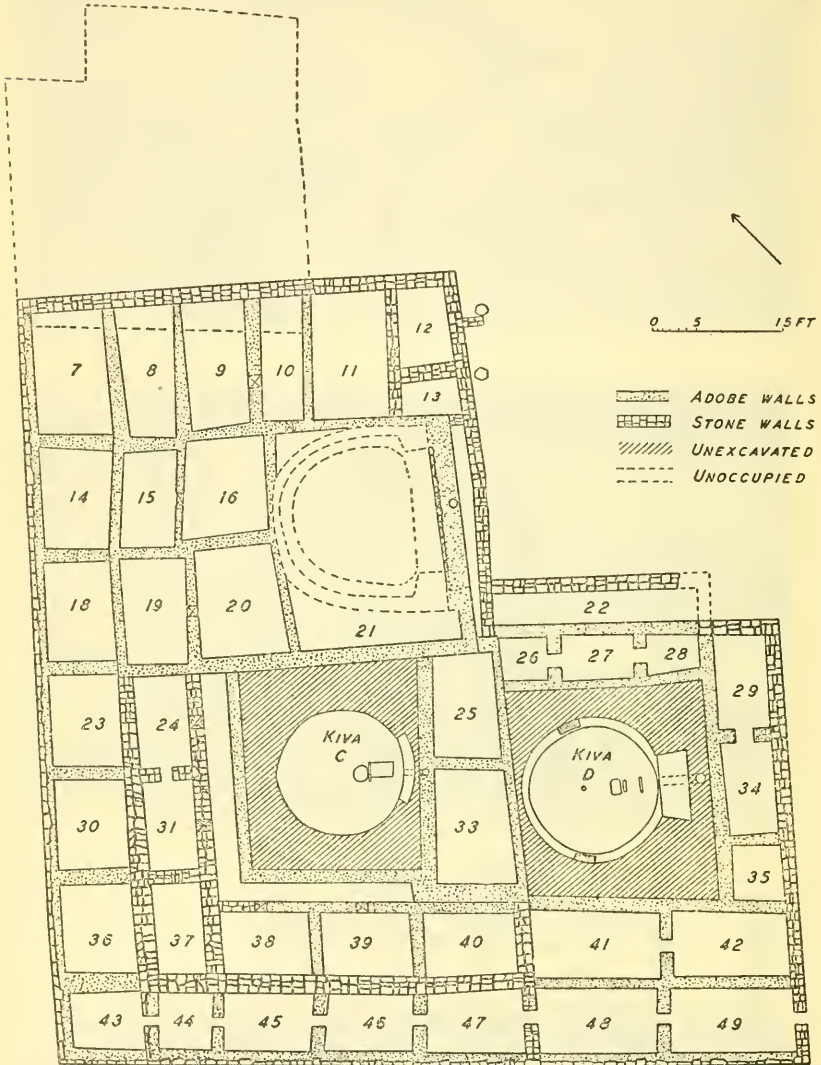 0 5 15 FT
ADOBE WALLS
STONE WALLS
UNEXCAVATED
UNOCCUPIED
7 8 9 10 11 12
13
14 15 16
18 19 20 21
22
26 27 28
23 24 25 29
KIVA
C
KIVA
D
30 31 33 34
35
36 37 38 39 40 41 42
43 44 45 46 47 48 49